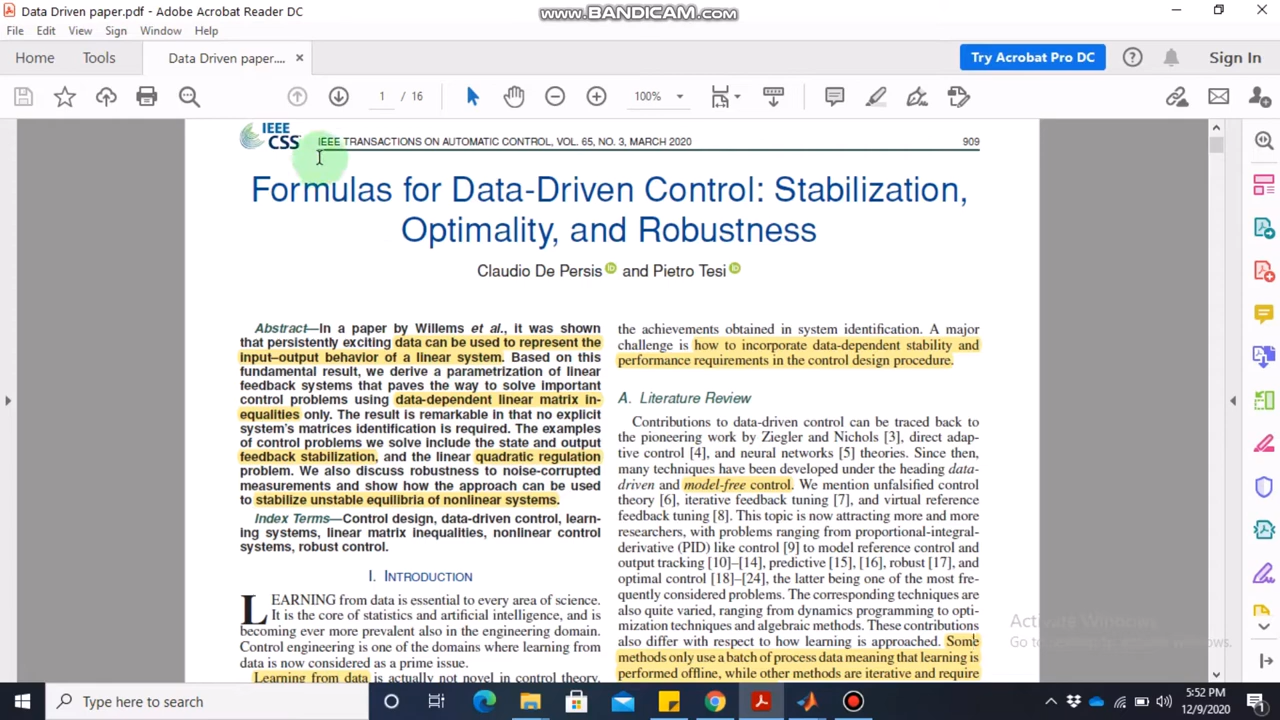 Data Driven paper.pdf - Adobe Acrobat Reader DC
WWW.BANDICAM.COM
File Edit View Sign Window Help
Home Tools Data Driven paper.... × Try Acrobat Pro DC Sign In
1 / 16 100%
IEEE
CSS
IEEE TRANSACTIONS ON AUTOMATIC CONTROL, VOL. 65, NO. 3, MARCH 2020 909
Formulas for Data-Driven Control: Stabilization,
Optimality, and Robustness
Claudio De Persis iD and Pietro Tesi iD
Abstract—In a paper by Willems et al., it was shown
that persistently exciting data can be used to represent the
input–output behavior of a linear system. Based on this
fundamental result, we derive a parametrization of linear
feedback systems that paves the way to solve important
control problems using data-dependent linear matrix in-
equalities only. The result is remarkable in that no explicit
system's matrices identification is required. The examples
of control problems we solve include the state and output
feedback stabilization, and the linear quadratic regulation
problem. We also discuss robustness to noise-corrupted
measurements and show how the approach can be used
to stabilize unstable equilibria of nonlinear systems.
Index Terms—Control design, data-driven control, learn-
ing systems, linear matrix inequalities, nonlinear control
systems, robust control.
I. INTRODUCTION
LEARNING from data is essential to every area of science.
It is the core of statistics and artificial intelligence, and is
becoming ever more prevalent also in the engineering domain.
Control engineering is one of the domains where learning from
data is now considered as a prime issue.
Learning from data is actually not novel in control theory.
the achievements obtained in system identification. A major
challenge is how to incorporate data-dependent stability and
performance requirements in the control design procedure.
A. Literature Review
Contributions to data-driven control can be traced back to
the pioneering work by Ziegler and Nichols [3], direct adap-
tive control [4], and neural networks [5] theories. Since then,
many techniques have been developed under the heading data-
driven and model-free control. We mention unfalsified control
theory [6], iterative feedback tuning [7], and virtual reference
feedback tuning [8]. This topic is now attracting more and more
researchers, with problems ranging from proportional-integral-
derivative (PID) like control [9] to model reference control and
output tracking [10]–[14], predictive [15], [16], robust [17], and
optimal control [18]–[24], the latter being one of the most fre-
quently considered problems. The corresponding techniques are
also quite varied, ranging from dynamics programming to opti-
mization techniques and algebraic methods. These contributions
also differ with respect to how learning is approached. Some
methods only use a batch of process data meaning that learning is
performed offline, while other methods are iterative and require
Activate Windows
Go to Settings to activate Windows.
Type here to search
5:52 PM
12/9/2020
1